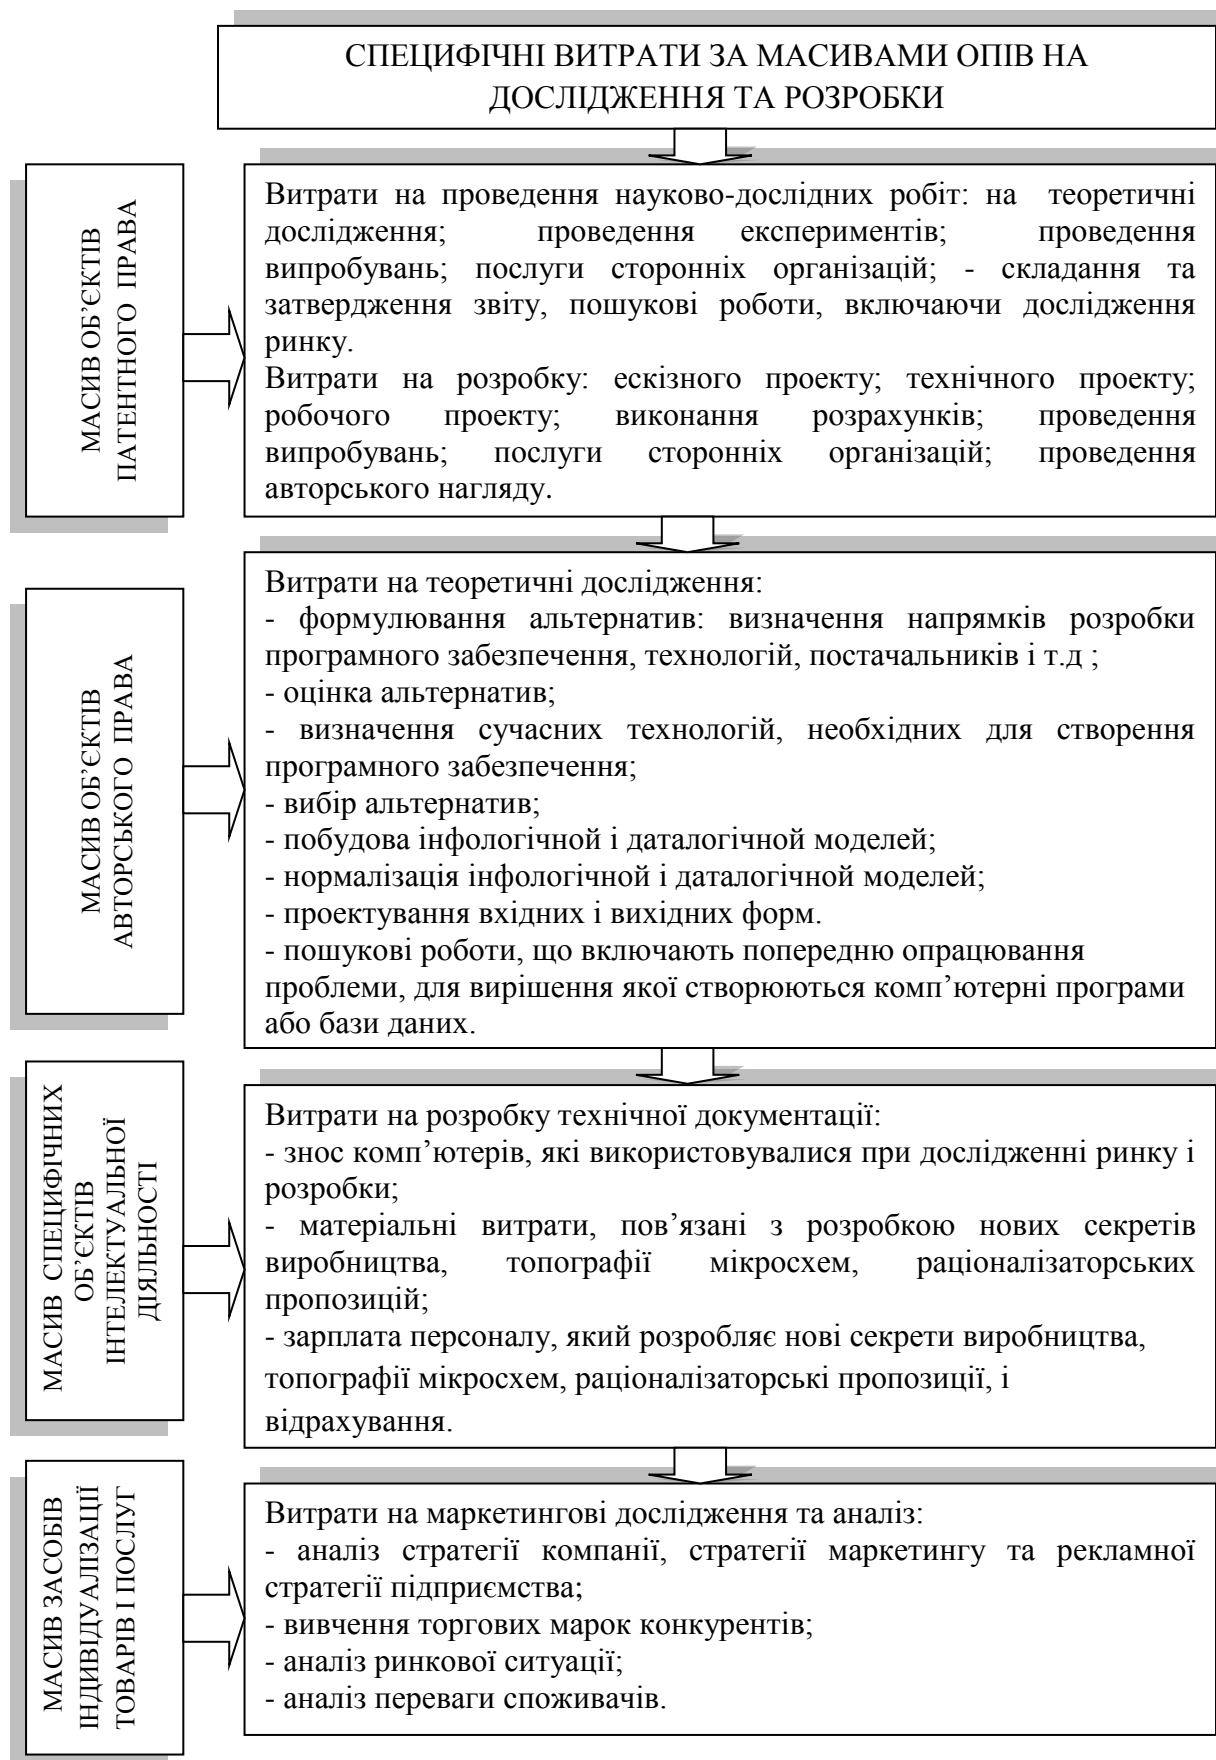 СПЕЦИФІЧНІ ВИТРАТИ ЗА МАСИВАМИ ОПІВ НА
ДОСЛІДЖЕННЯ ТА РОЗРОБКИ
МАСИВ ОБ’ЄКТІВ
ПАТЕНТНОГО ПРАВА
Витрати на проведення науково-дослідних робіт: на теоретичні
дослідження; проведення експериментів; проведення
випробувань; послуги сторонніх організацій; - складання та
затвердження звіту, пошукові роботи, включаючи дослідження
ринку.
Витрати на розробку: ескізного проекту; технічного проекту;
робочого проекту; виконання розрахунків; проведення
випробувань; послуги сторонніх організацій; проведення
авторського нагляду.
МАСИВ ОБ’ЄКТІВ
АВТОРСЬКОГО ПРАВА
Витрати на теоретичні дослідження:
- формулювання альтернатив: визначення напрямків розробки
програмного забезпечення, технологій, постачальників і т.д ;
- оцінка альтернатив;
- визначення сучасних технологій, необхідних для створення
програмного забезпечення;
- вибір альтернатив;
- побудова інфологічної і даталогічної моделей;
- нормалізація інфологічної і даталогічної моделей;
- проектування вхідних і вихідних форм.
- пошукові роботи, що включають попередню опрацювання
проблеми, для вирішення якої створюються комп’ютерні програми
або бази даних.
МАСИВ СПЕЦИФІЧНИХ
ОБ’ЄКТІВ
ІНТЕЛЕКТУАЛЬНОЇ
ДІЯЛЬНОСТІ
Витрати на розробку технічної документації:
- знос комп’ютерів, які використовувалися при дослідженні ринку і
розробки;
- матеріальні витрати, пов’язані з розробкою нових секретів
виробництва, топографії мікросхем, раціоналізаторських
пропозицій;
- зарплата персоналу, який розробляє нові секрети виробництва,
топографії мікросхем, раціоналізаторські пропозиції, і
відрахування.
МАСИВ ЗАСОБІВ
ІНДИВІДУАЛІЗАЦІЇ
ТОВАРІВ І ПОСЛУГ
Витрати на маркетингові дослідження та аналіз:
- аналіз стратегії компанії, стратегії маркетингу та рекламної
стратегії підприємства;
- вивчення торгових марок конкурентів;
- аналіз ринкової ситуації;
- аналіз переваги споживачів.